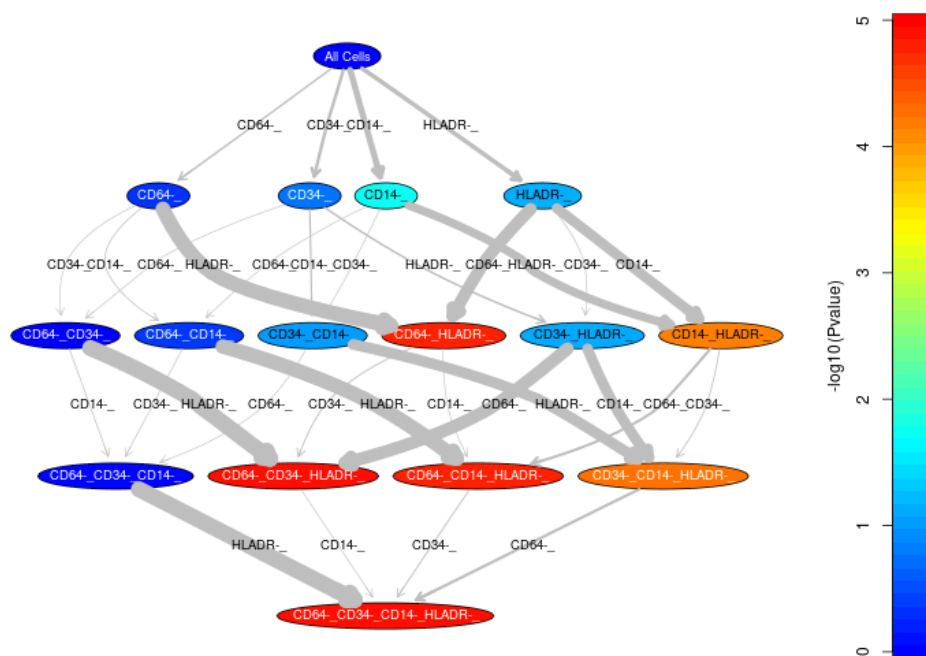 5
All Cells
CD64-_ CD34-_CD14-_ HLADR-_
4
CD64-_ CD34-_ CD14-_ HLADR-_
CD34-_CD14-_ CD64-_HLADR-_ CD64-_CD14-_CD34-_ HLADR-_ CD64-_HLADR-_CD34-_ CD14-_
3
-log10(Pvalue)
CD64-_CD34-_ CD64-_CD14-_ CD34-_CD14-_ CD64-_HLADR-_ CD34-_HLADR-_ CD14-_HLADR-_
2
CD14-_ CD34-_ HLADR-_ CD64-_ CD34-_ HLADR-_ CD14-_ CD64-_ HLADR-_ CD14-_ CD64-_CD34-_
CD64-_CD34-_CD14-_ CD64-_CD34-_HLADR-_ CD64-_CD14-_HLADR-_ CD34-_CD14-_HLADR-_
1
HLADR-_ CD14-_ CD34-_ CD64-_
CD64-_CD34-_CD14-_HLADR-_
0